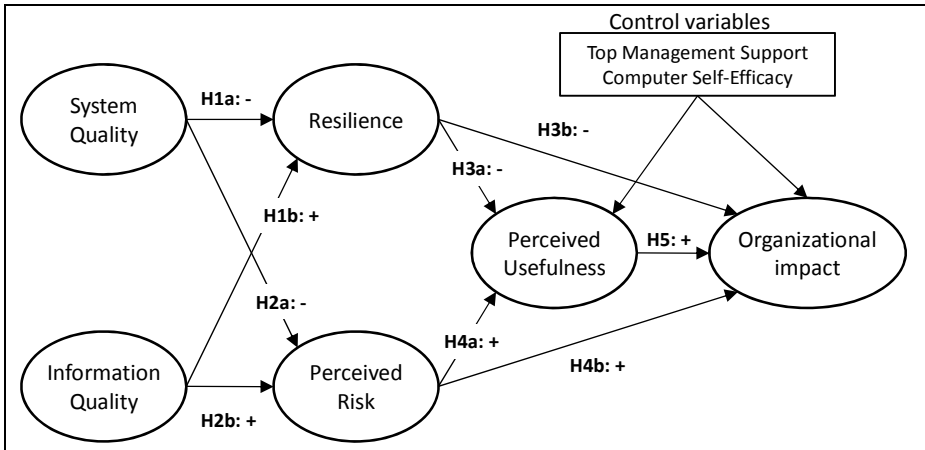 Control variables
Top Management Support
Computer Self-Efficacy
System
Quality
H1a: -
Resilience
H3b: -
H3a: -
H1b: +
Perceived
Usefulness
H5: +
Organizational
impact
H2a: -
H4a: +
H4b: +
Information
Quality
H2b: +
Perceived
Risk